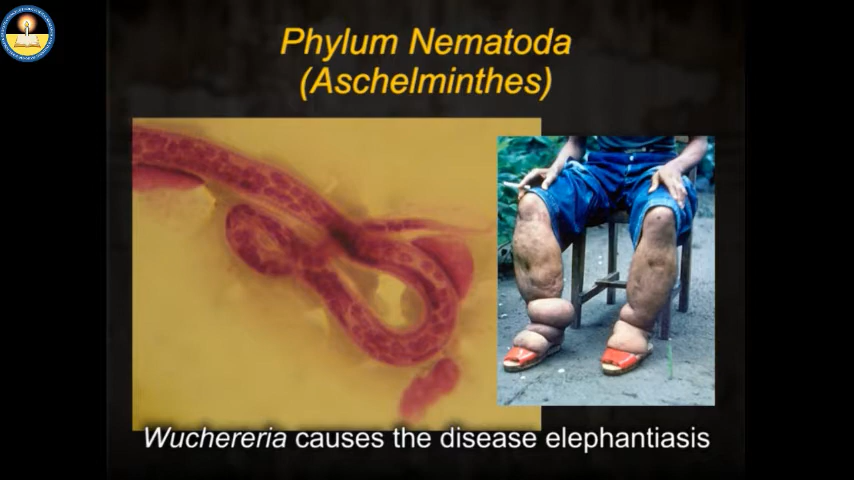 Phylum Nematoda
(Aschelminthes)
Wuchereria causes the disease elephantiasis